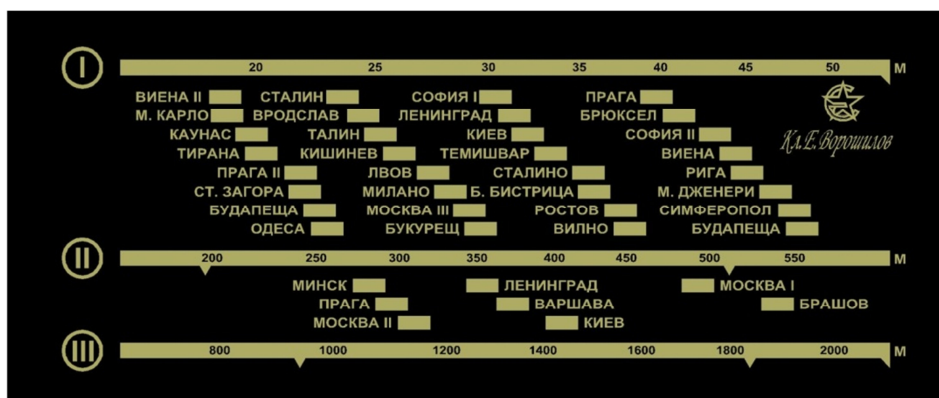 I 20 25 30 35 40 45 50 М
ВИЕНА II СТАЛИН СОФИЯ I ПРАГА
М. КАРЛО ВРОДСЛАВ ЛЕНИНГРАД БРЮКСЕЛ
КАУНАС ТАЛИН КИЕВ СОФИЯ II
Кл.Е.Ворошилов
ТИРАНА КИШИНЕВ ТЕМИШВАР ВИЕНА
ПРАГА II ЛВОВ СТАЛИНО РИГА
СТ. ЗАГОРА МИЛАНО Б. БИСТРИЦА М. ДЖЕНЕРИ
БУДАПЕЩА МОСКВА III РОСТОВ СИМФЕРОПОЛ
ОДЕСА БУКУРЕЩ ВИЛНО БУДАПЕЩА
II 200 250 300 350 400 450 500 550 М
МИНСК ЛЕНИНГРАД МОСКВА I
ПРАГА ВАРШАВА БРАШОВ
МОСКВА II КИЕВ
III 800 1000 1200 1400 1600 1800 2000 М